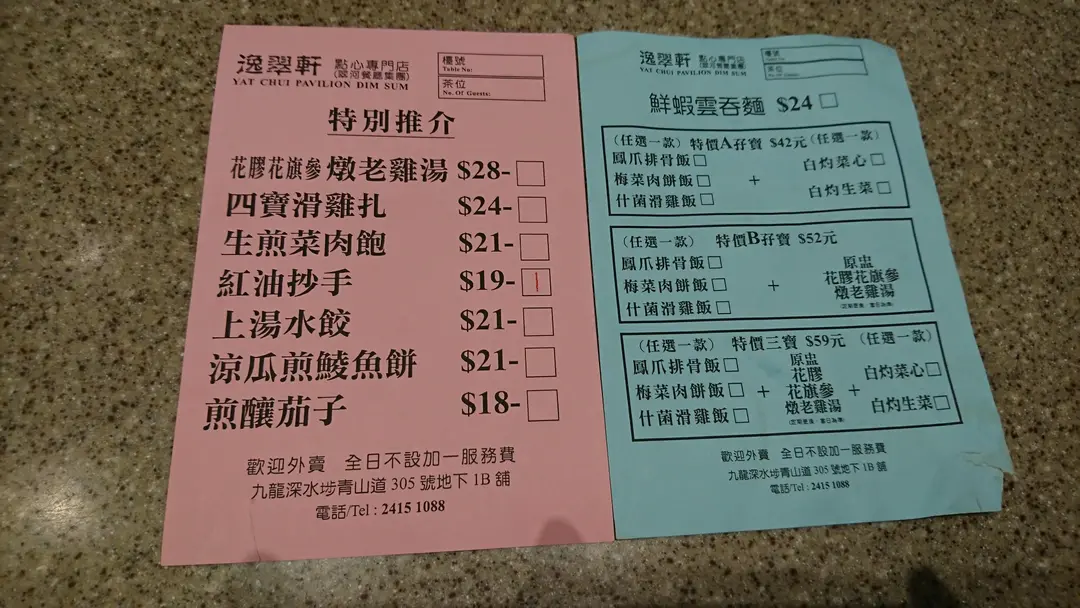 逸翠軒 點心專門店
(翠河餐廳集團)
YAT CHUI PAVILION DIM SUM
檯號
Table No:
茶位
No. Of Guests:
特別推介
花膠花旗參燉老雞湯 $28-
四寶滑雞扎 $24-
生煎菜肉飽 $21-
紅油抄手 $19-
上湯水餃 $21-
涼瓜煎鯪魚餅 $21-
煎釀茄子 $18-
歡迎外賣 全日不設加一服務費
九龍深水埗青山道 305 號地下 1B 舖
電話/Tel : 2415 1088
逸翠軒 點心專門店
(翠河餐廳集團)
YAT CHUI PAVILION DIM SUM
檯號
茶位
No. Of Guests:
鮮蝦雲吞麵 $24
(任選一款) 特價A孖寶 $42元 (任選一款)
鳳爪排骨飯
梅菜肉餅飯
什菌滑雞飯
+
白灼菜心
白灼生菜
(任選一款) 特價B孖寶 $52元
鳳爪排骨飯
梅菜肉餅飯
什菌滑雞飯
+
原盅
花膠花旗參
燉老雞湯
(任選一款) 特價三寶 $59元 (任選一款)
鳳爪排骨飯
梅菜肉餅飯
什菌滑雞飯
+
原盅
花膠
花旗參
燉老雞湯
+
白灼菜心
白灼生菜
歡迎外賣 全日不設加一服務費
九龍深水埗青山道 305 號地下 1B 舖
電話/Tel : 2415 1088